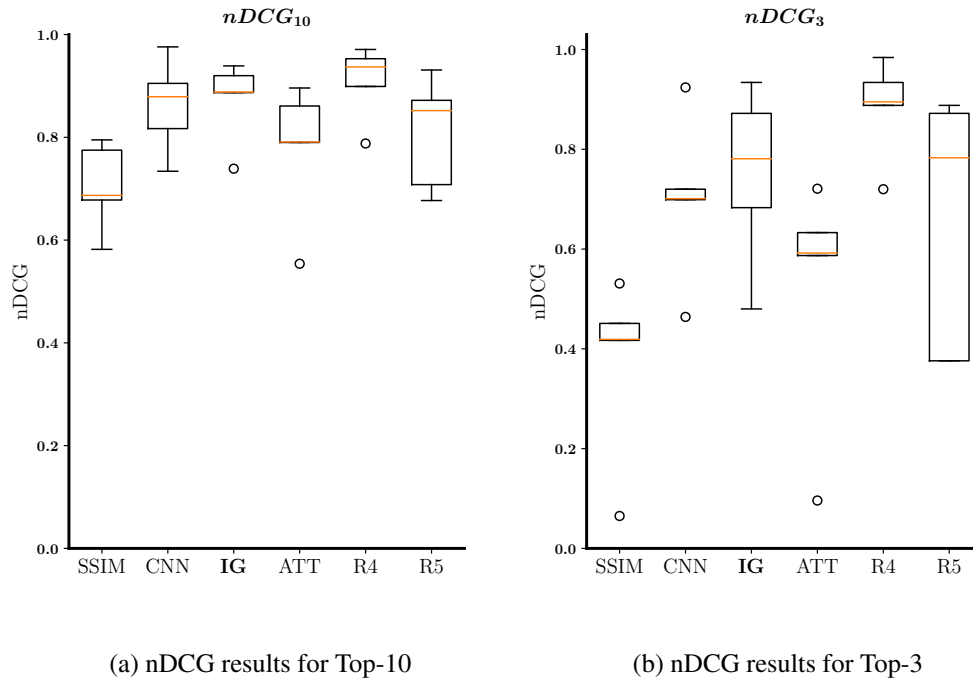 nDCG₁₀
1.0
0.8
0.6
0.4
0.2
0.0
nDCG
SSIM CNN IG ATT R4 R5
(a) nDCG results for Top-10
nDCG₃
1.0
0.8
0.6
0.4
0.2
0.0
nDCG
SSIM CNN IG ATT R4 R5
(b) nDCG results for Top-3